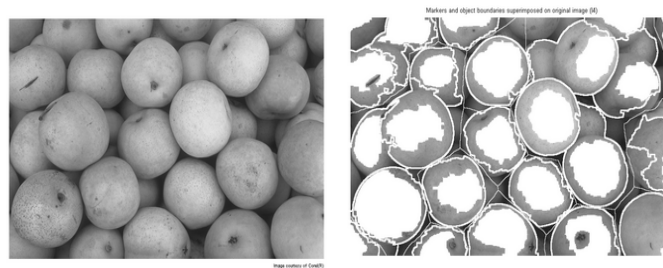 Markers and object boundaries superimposed on original image (I4)
Image courtesy of Corel(R)